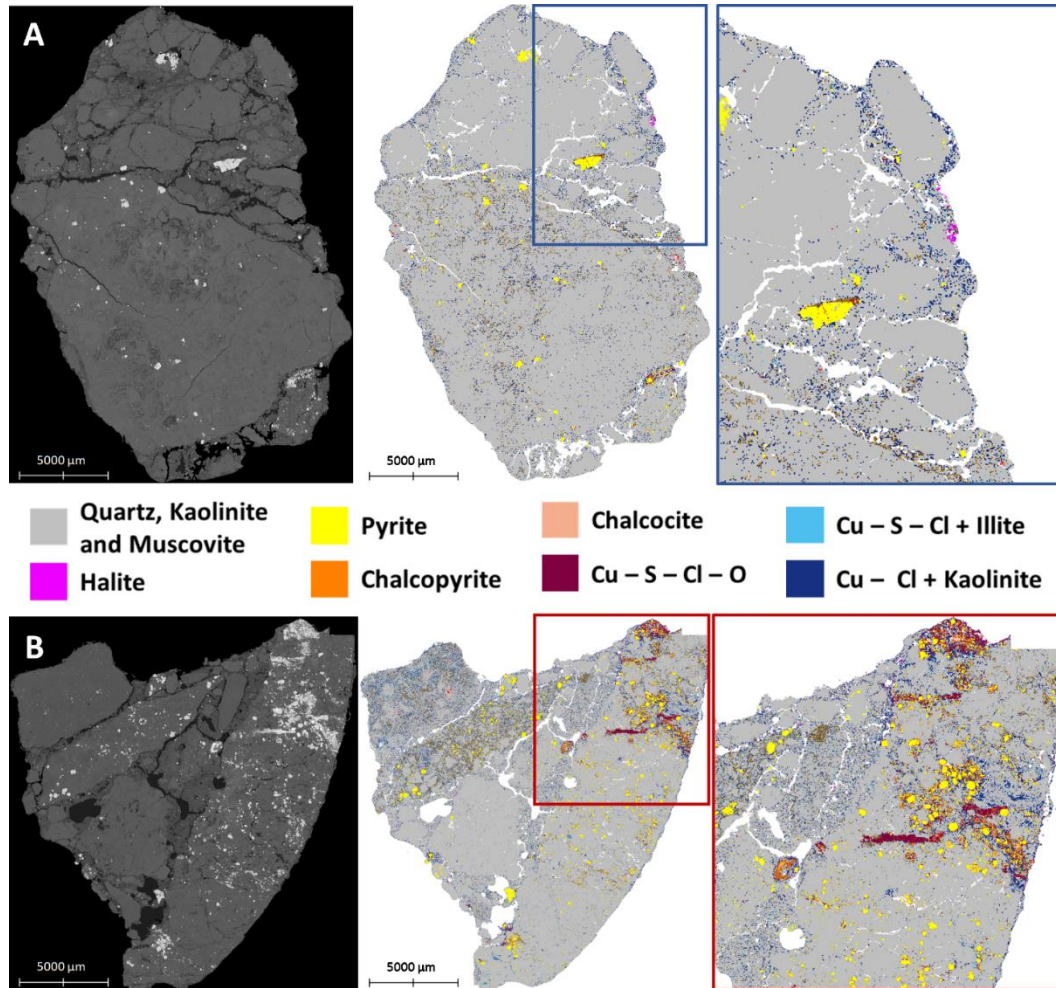 A
5000 µm
5000 µm
Quartz, Kaolinite
and Muscovite
Pyrite
Chalcocite
Cu – S – Cl + Illite
Halite
Chalcopyrite
Cu – S – Cl – O
Cu – Cl + Kaolinite
B
5000 µm
5000 µm